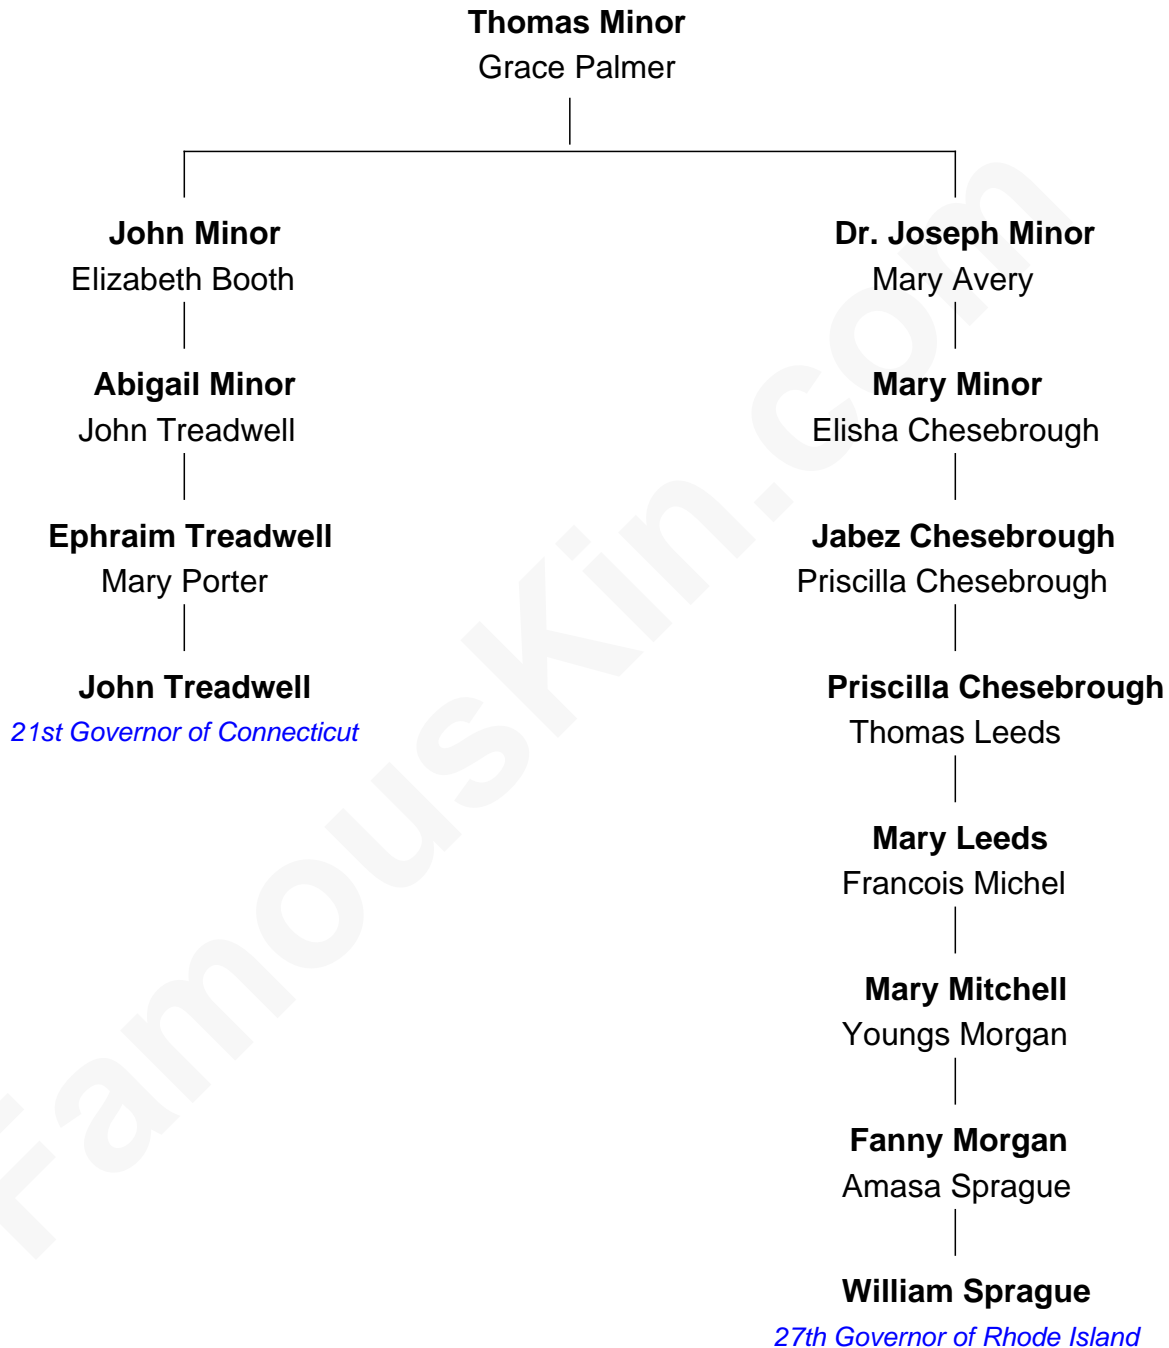 Thomas Minor
Grace Palmer
John Minor
Elizabeth Booth
Dr. Joseph Minor
Mary Avery
Abigail Minor
John Treadwell
Mary Minor
Elisha Chesebrough
Ephraim Treadwell
Mary Porter
Jabez Chesebrough
Priscilla Chesebrough
John Treadwell
21st Governor of Connecticut
Priscilla Chesebrough
Thomas Leeds
Mary Leeds
Francois Michel
Mary Mitchell
Youngs Morgan
Fanny Morgan
Amasa Sprague
William Sprague
27th Governor of Rhode Island
FamousKin.com